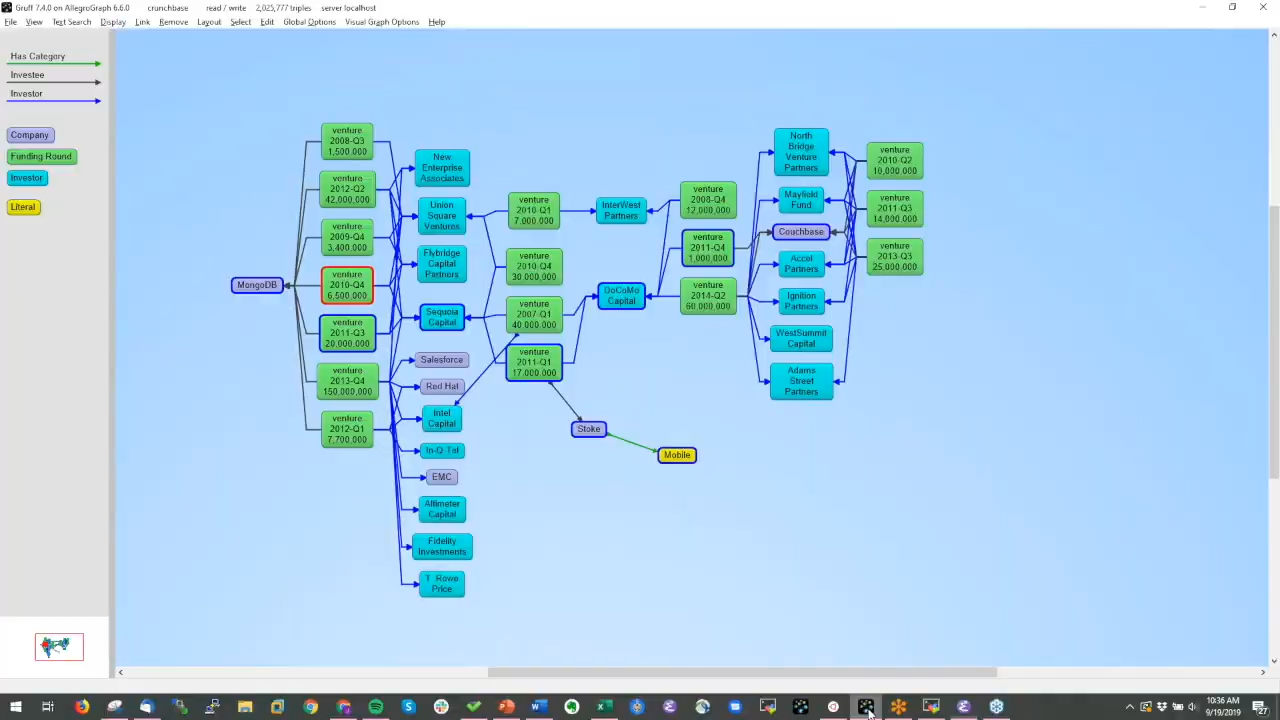 Gruff 7.4.0 on AllegroGraph 6.6.0 crunchbase read / write 2,025,777 triples server localhost
File View Text Search Display Link Remove Layout Select Edit Global Options Visual Graph Options Help
Has Category
Investee
Investor
Company
Funding Round
Investor
Literal
MongoDB
venture
2008-Q3
1,500,000
venture
2012-Q2
42,000,000
venture
2009-Q4
3,400,000
venture
2010-Q4
6,500,000
venture
2011-Q3
20,000,000
venture
2013-Q4
150,000,000
venture
2012-Q1
7,700,000
New
Enterprise
Associates
Union
Square
Ventures
Flybridge
Capital
Partners
Sequoia
Capital
Salesforce
Red Hat
Intel
Capital
In-Q-Tel
EMC
Altimeter
Capital
Fidelity
Investments
T. Rowe
Price
venture
2010-Q1
7,000,000
venture
2010-Q4
30,000,000
venture
2007-Q1
40,000,000
venture
2011-Q1
17,000,000
Stoke
Mobile
InterWest
Partners
DoCoMo
Capital
venture
2008-Q4
12,000,000
venture
2011-Q4
1,000,000
venture
2014-Q2
60,000,000
North
Bridge
Venture
Partners
Mayfield
Fund
Couchbase
Accel
Partners
Ignition
Partners
WestSummit
Capital
Adams
Street
Partners
venture
2010-Q2
10,000,000
venture
2011-Q3
14,000,000
venture
2013-Q3
25,000,000
10:36 AM
9/19/2019
27